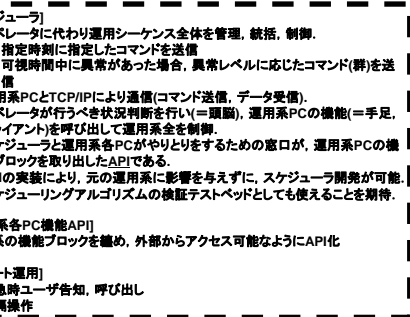 ジューラ]
ペレータに代わり運用シーケンス全体を管理, 統括, 制御.
指定時刻に指定したコマンドを送信
可視時間中に異常があった場合, 異常レベルに応じたコマンド(群)を送
信
用系PCとTCP/IPにより通信(コマンド送信, データ受信).
ペレータが行うべき状況判断を行い(＝頭脳), 運用系PCの機能(＝手足,
ライアント)を呼び出して運用系全を制御.
ケジューラと運用系各PCがやりとりをするための窓が, 運用系PCの機
ブロックを取り出したAPIである.
の実装により, 元の運用系に影響を与えずに, スケジューラ開発が可能.
ケジューリングアルゴリズムの検証テストベッドとしても使えることを期待.
系各PC機能API]
系の機能ブロックを纏め, 外部からアクセス可能なようにAPI化
ート運用]
急時ユーザ告知, 呼び出し
隔操作